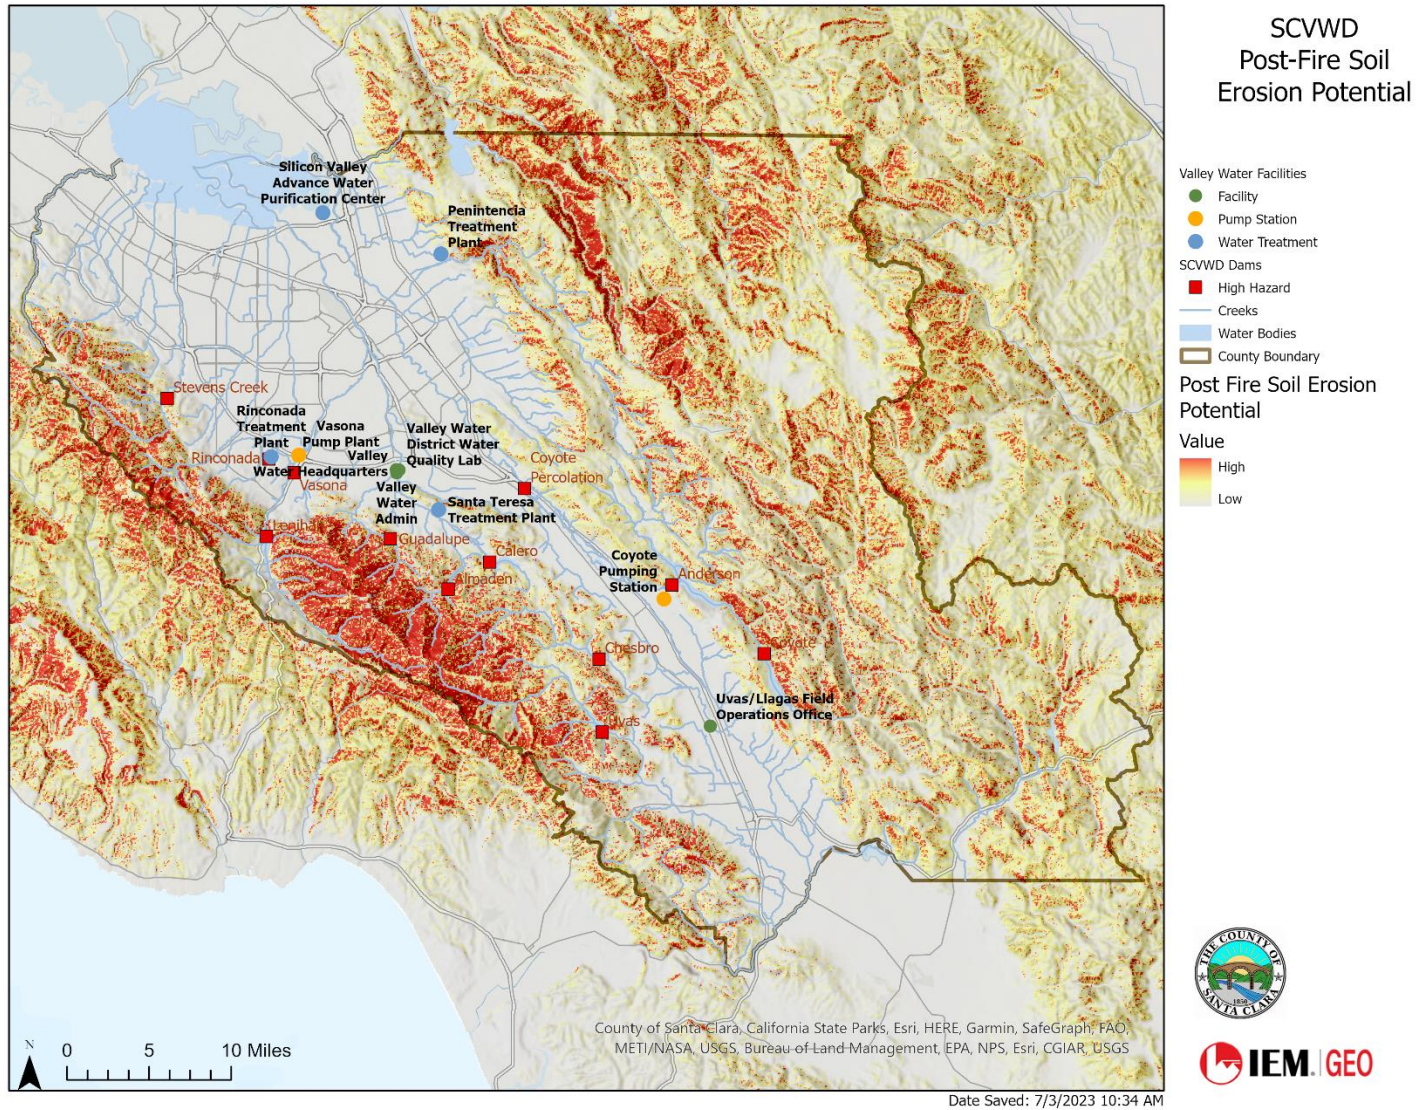 SCVWD
Post-Fire Soil
Erosion Potential
Valley Water Facilities
Facility
Pump Station
Water Treatment
SCVWD Dams
High Hazard
Creeks
Water Bodies
County Boundary
Post Fire Soil Erosion
Potential
Value
High
Low
Silicon Valley
Advance Water
Purification Center
Penintencia
Treatment
Plant
Stevens Creek
Rinconada
Treatment
Plant
Vasona
Pump Plant
Valley
Water Headquarters
Valley Water
District Water
Quality Lab
Rinconada
Vasona
Coyote
Percolation
Valley
Water
Admin
Santa Teresa
Treatment Plant
Lenihan
Guadalupe
Calero
Almaden
Coyote
Pumping
Station
Anderson
Chesbro
Coyote
Uvas/Llagas Field
Operations Office
Uvas
County of Santa Clara, California State Parks, Esri, HERE, Garmin, SafeGraph, FAO,
METI/NASA, USGS, Bureau of Land Management, EPA, NPS, Esri, CGIAR, USGS
N
0 5 10 Miles
THE COUNTY OF
SANTA CLARA
1850
IEM. | GEO
Date Saved: 7/3/2023 10:34 AM